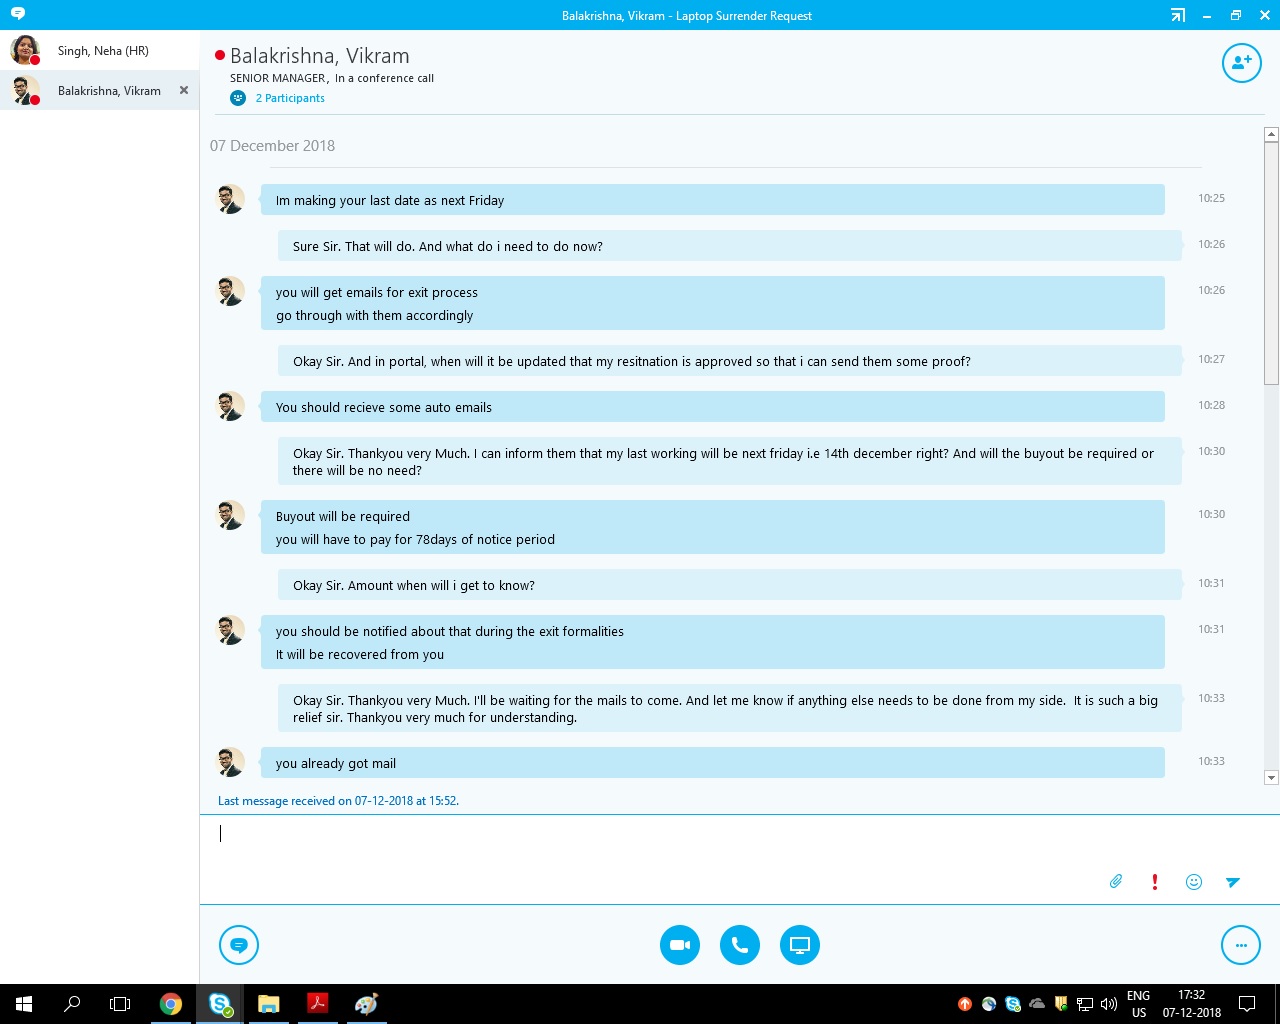 Balakrishna, Vikram - Laptop Surrender Request
Singh, Neha (HR)
Balakrishna, Vikram
Balakrishna, Vikram
SENIOR MANAGER, In a conference call
2 Participants
07 December 2018
Im making your last date as next Friday 10:25
Sure Sir. That will do. And what do i need to do now? 10:26
you will get emails for exit process 10:26
go through with them accordingly
Okay Sir. And in portal, when will it be updated that my resitnation is approved so that i can send them some proof? 10:27
You should recieve some auto emails 10:28
Okay Sir. Thankyou very Much. I can inform them that my last working will be next friday i.e 14th december right? And will the buyout be required or 10:30
there will be no need?
Buyout will be required 10:30
you will have to pay for 78days of notice period
Okay Sir. Amount when will i get to know? 10:31
you should be notified about that during the exit formalities 10:31
It will be recovered from you
Okay Sir. Thankyou very Much. I'll be waiting for the mails to come. And let me know if anything else needs to be done from my side.  It is such a big 10:33
relief sir. Thankyou very much for understanding.
you already got mail 10:33
Last message received on 07-12-2018 at 15:52.
ENG 17:32
US 07-12-2018